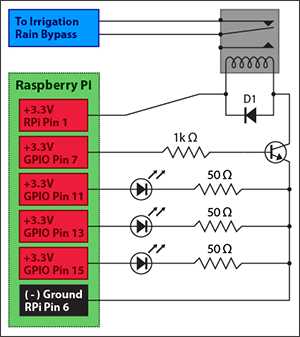 To Irrigation
Rain Bypass
Raspberry PI
+3.3V
RPi Pin 1
D1
+3.3V
GPIO Pin 7
1k Ω
+3.3V
GPIO Pin 11
50 Ω
+3.3V
GPIO Pin 13
50 Ω
+3.3V
GPIO Pin 15
50 Ω
( - ) Ground
RPi Pin 6